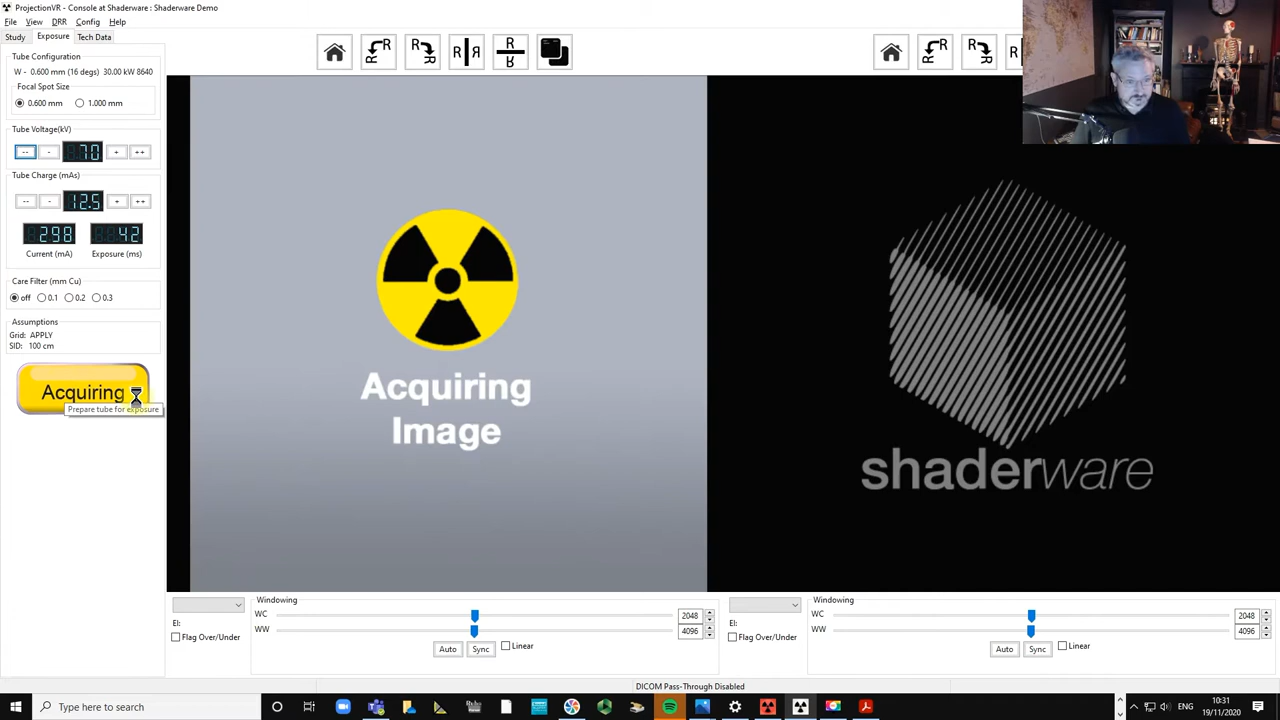 ProjectionVR - Console at Shaderware : Shaderware Demo
File View DRR Config Help
Study Exposure Tech Data
Tube Configuration
W - 0.600 mm (16 degs) 30.00 kW 8640
Focal Spot Size
0.600 mm 1.000 mm
Tube Voltage(kV)
-- - 70 + ++
Tube Charge (mAs)
-- - 12.5 + ++
298 42
Current (mA) Exposure (ms)
Care Filter (mm Cu)
off 0.1 0.2 0.3
Assumptions
Grid: APPLY
SID: 100 cm
Acquiring
Prepare tube for exposure
R R R R R
R R R
Acquiring
Image
shaderware
Windowing
WC 2048
EI:
WW 4096
Flag Over/Under
Auto Sync Linear
Windowing
WC 2048
EI:
WW 4096
Flag Over/Under
Auto Sync Linear
DICOM Pass-Through Disabled
Type here to search
ENG
10:31
19/11/2020